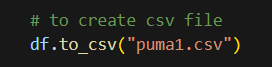 # to create csv file
df.to_csv("puma1.csv")